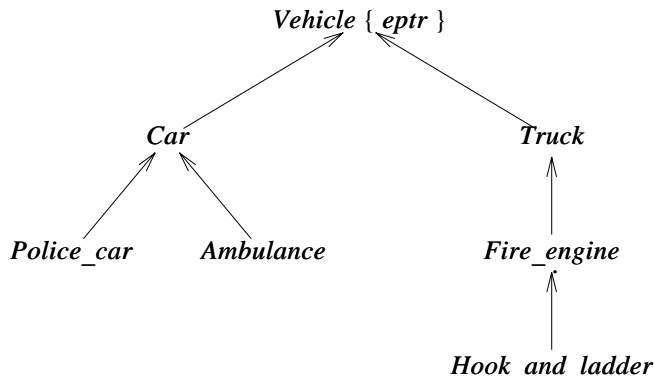 Vehicle { eptr }
Car
Truck
Police_car
Ambulance
Fire_engine
Hook and ladder